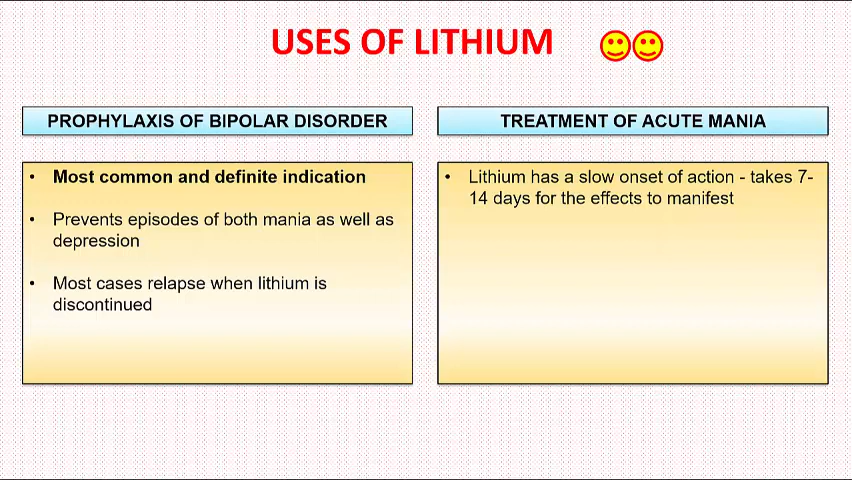 USES OF LITHIUM
PROPHYLAXIS OF BIPOLAR DISORDER
• Most common and definite indication
• Prevents episodes of both mania as well as
depression
• Most cases relapse when lithium is
discontinued
TREATMENT OF ACUTE MANIA
• Lithium has a slow onset of action - takes 7-
14 days for the effects to manifest